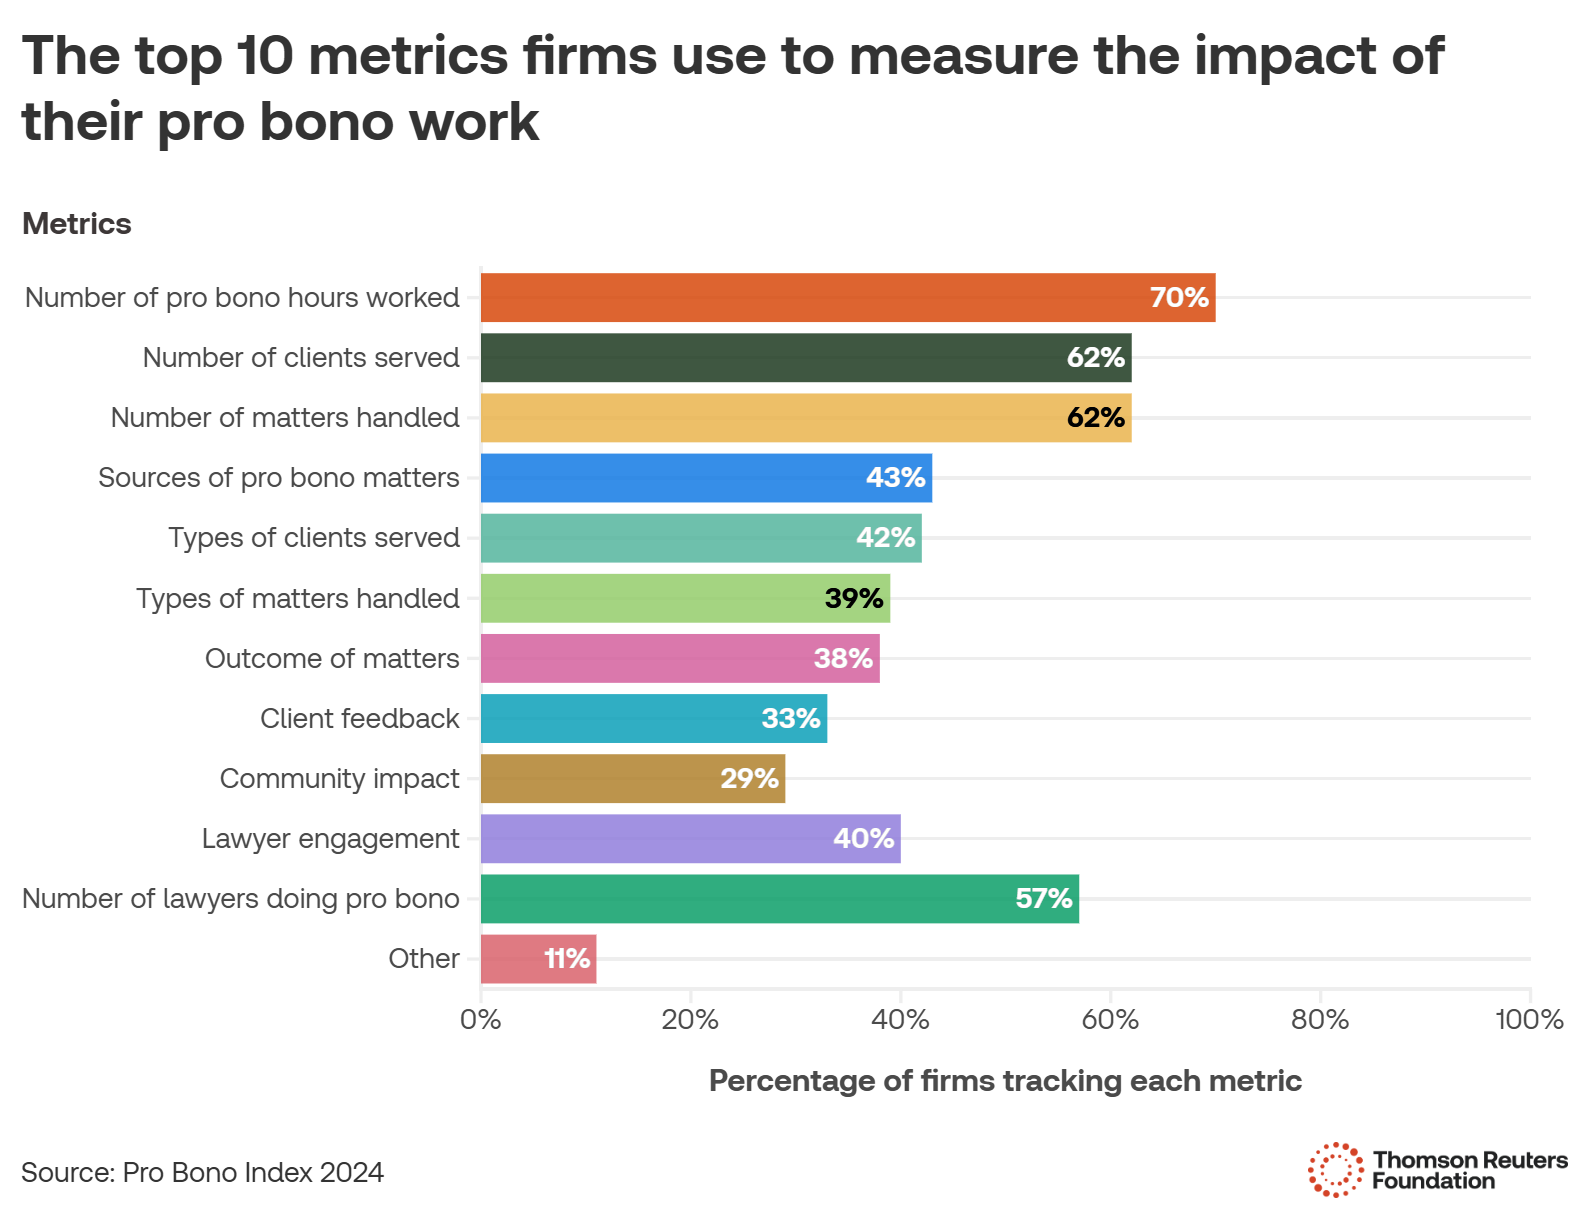 The top 10 metrics firms use to measure the impact of
their pro bono work
Metrics
Number of pro bono hours worked 70%
Number of clients served 62%
Number of matters handled 62%
Sources of pro bono matters 43%
Types of clients served 42%
Types of matters handled 39%
Outcome of matters 38%
Client feedback 33%
Community impact 29%
Lawyer engagement 40%
Number of lawyers doing pro bono 57%
Other 11%
0% 20% 40% 60% 80% 100%
Percentage of firms tracking each metric
Source: Pro Bono Index 2024
Thomson Reuters
Foundation